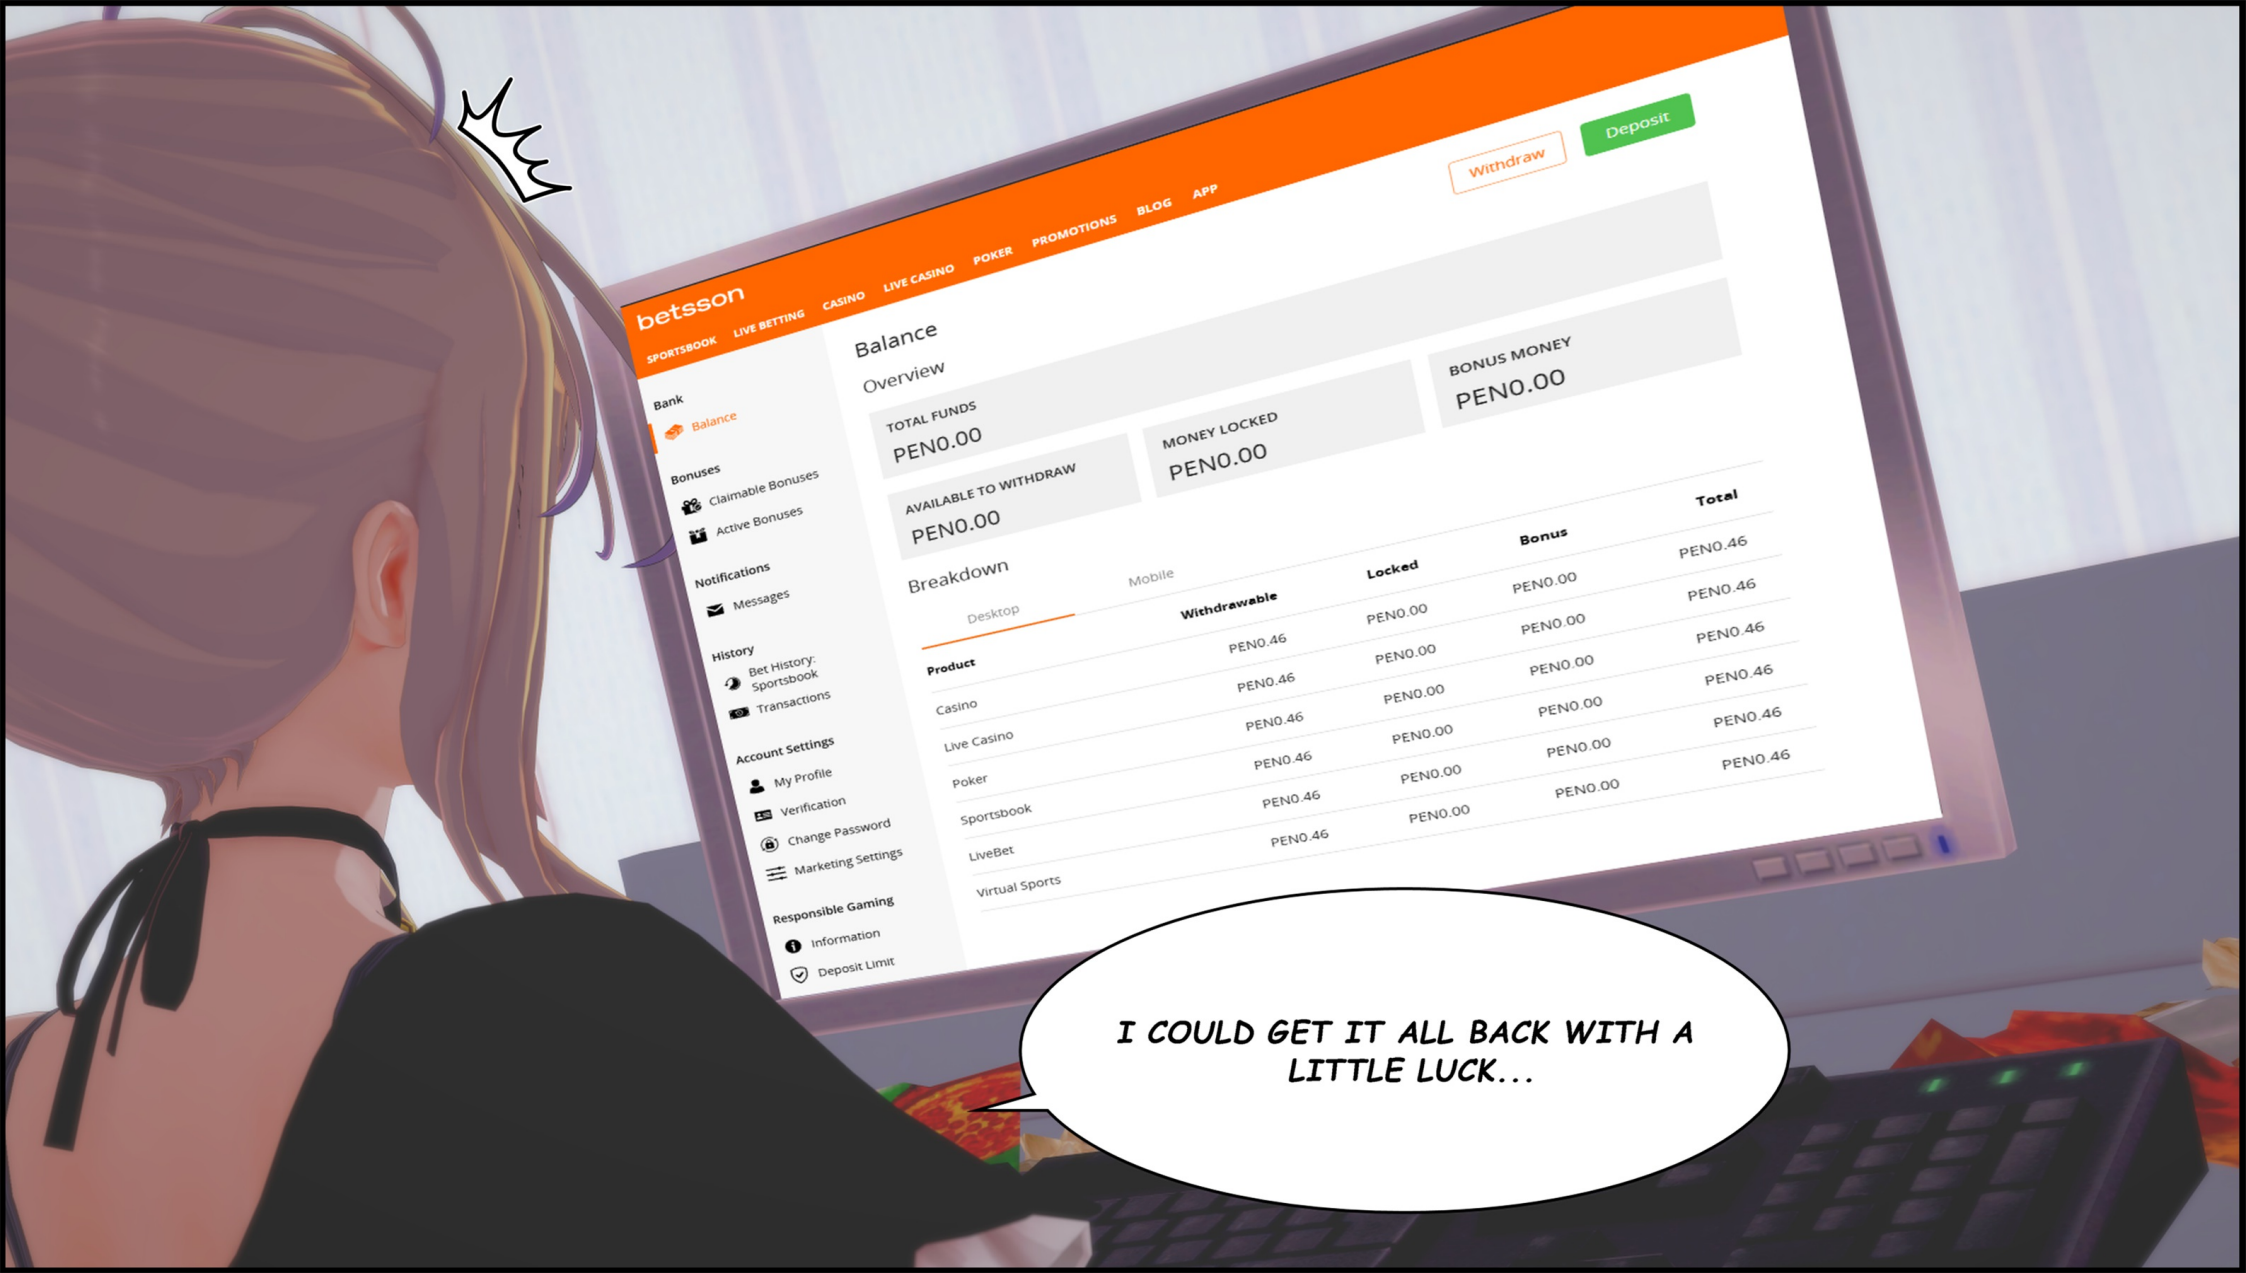 betsson
SPORTSBOOK LIVE BETTING CASINO LIVE CASINO POKER PROMOTIONS BLOG APP
Withdraw Deposit
Bank
Balance
Bonuses
Claimable Bonuses
Active Bonuses
Notifications
Messages
History
Bet History:
Sportsbook
Transactions
Account Settings
My Profile
Verification
Change Password
Marketing Settings
Responsible Gaming
Information
Deposit Limit
Balance
Overview
TOTAL FUNDS
PEN0.00
AVAILABLE TO WITHDRAW
PEN0.00
MONEY LOCKED
PEN0.00
BONUS MONEY
PEN0.00
Breakdown
Desktop Mobile
Product Withdrawable Locked Bonus Total
Casino PEN0.46 PEN0.00 PEN0.00 PEN0.46
Live Casino PEN0.46 PEN0.00 PEN0.00 PEN0.46
Poker PEN0.46 PEN0.00 PEN0.00 PEN0.46
Sportsbook PEN0.46 PEN0.00 PEN0.00 PEN0.46
LiveBet PEN0.46 PEN0.00 PEN0.00 PEN0.46
Virtual Sports PEN0.46 PEN0.00 PEN0.00 PEN0.46
I COULD GET IT ALL BACK WITH A
LITTLE LUCK...